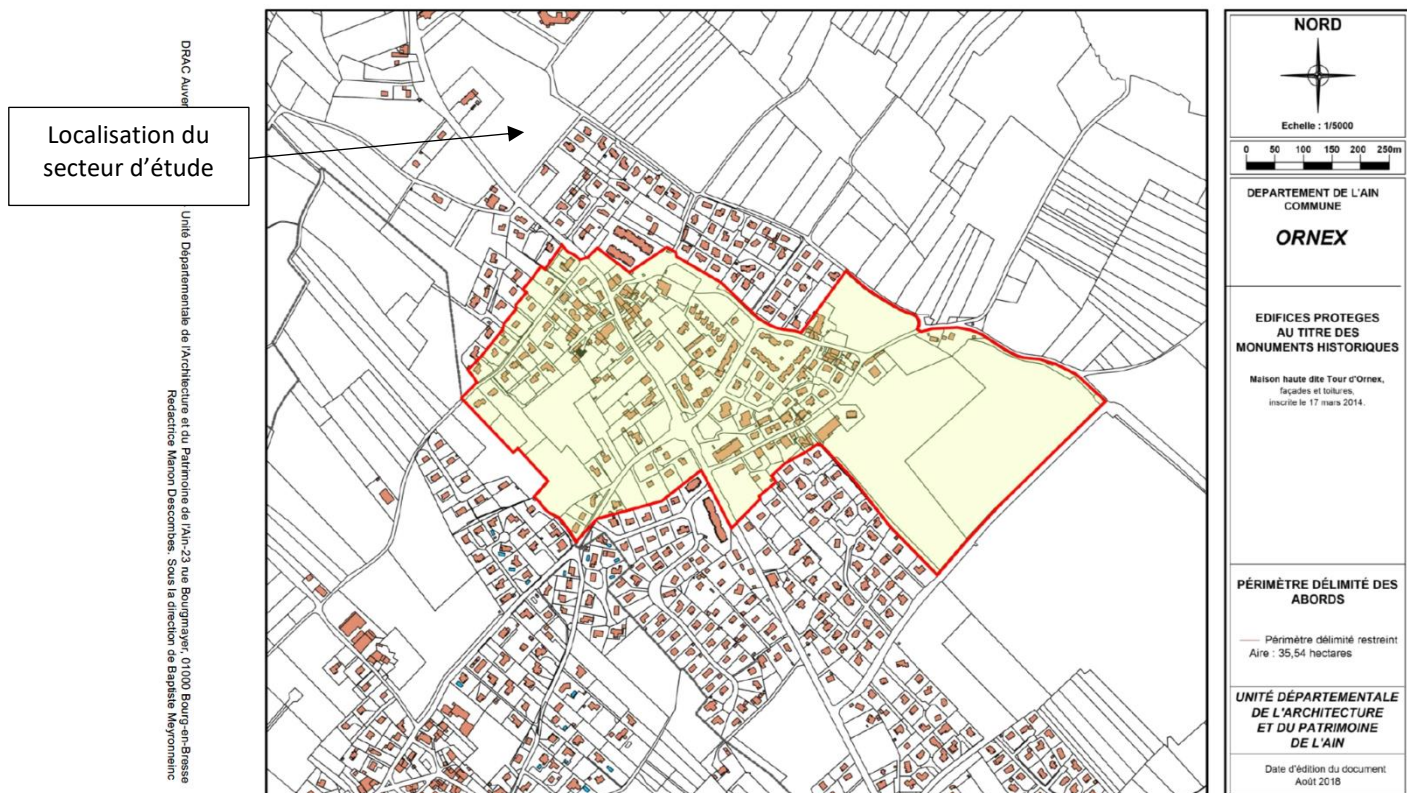 Localisation du
secteur d'étude
DRAC Auver
Unité Départementale de l'Architecture et du Patrimoine de l'Ain-23 rue Bourgmayer, 01000 Bourg-en-Bresse
Redactrice Manon Descombes, Sous la direction de Baptiste Meyronneinc
NORD
Echelle : 1/5000
0 50 100 150 200 250m
DEPARTEMENT DE L'AIN
COMMUNE
ORNEX
EDIFICES PROTEGES
AU TITRE DES
MONUMENTS HISTORIQUES
Maison haute dite Tour d'Ornex,
façades et toitures,
inscrite le 17 mars 2014.
PÉRIMÈTRE DÉLIMITÉ DES
ABORDS
Périmètre délimité restreint
Aire : 35,54 hectares
UNITÉ DÉPARTEMENTALE
DE L'ARCHITECTURE
ET DU PATRIMOINE
DE L'AIN
Date d'édition du document
Août 2018